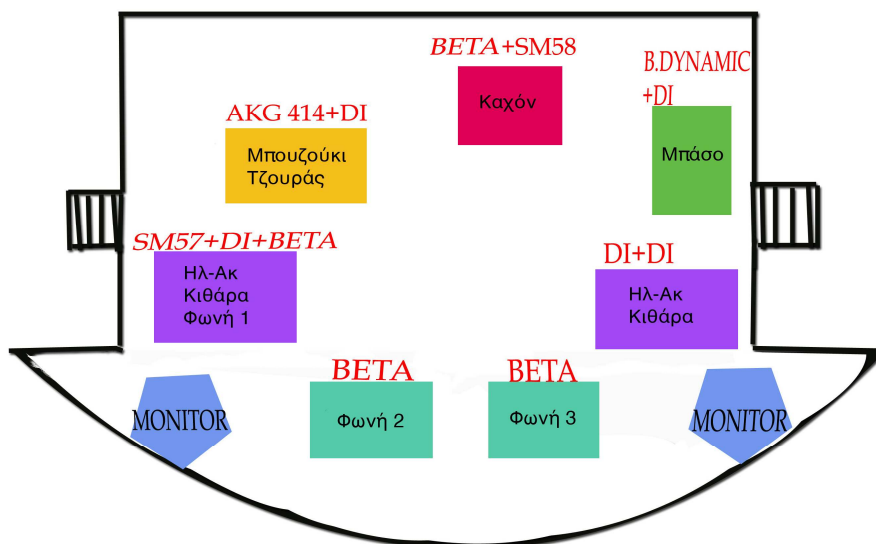 BETA+SM58
Καχόν
B.DYNAMIC
+DI
Μπάσο
AKG 414+DI
Μπουζούκι
Τζουράς
SM57+DI+BETA
Ηλ-Ακ
Κιθάρα
Φωνή 1
DI+DI
Ηλ-Ακ
Κιθάρα
MONITOR
BETA
Φωνή 2
BETA
Φωνή 3
MONITOR